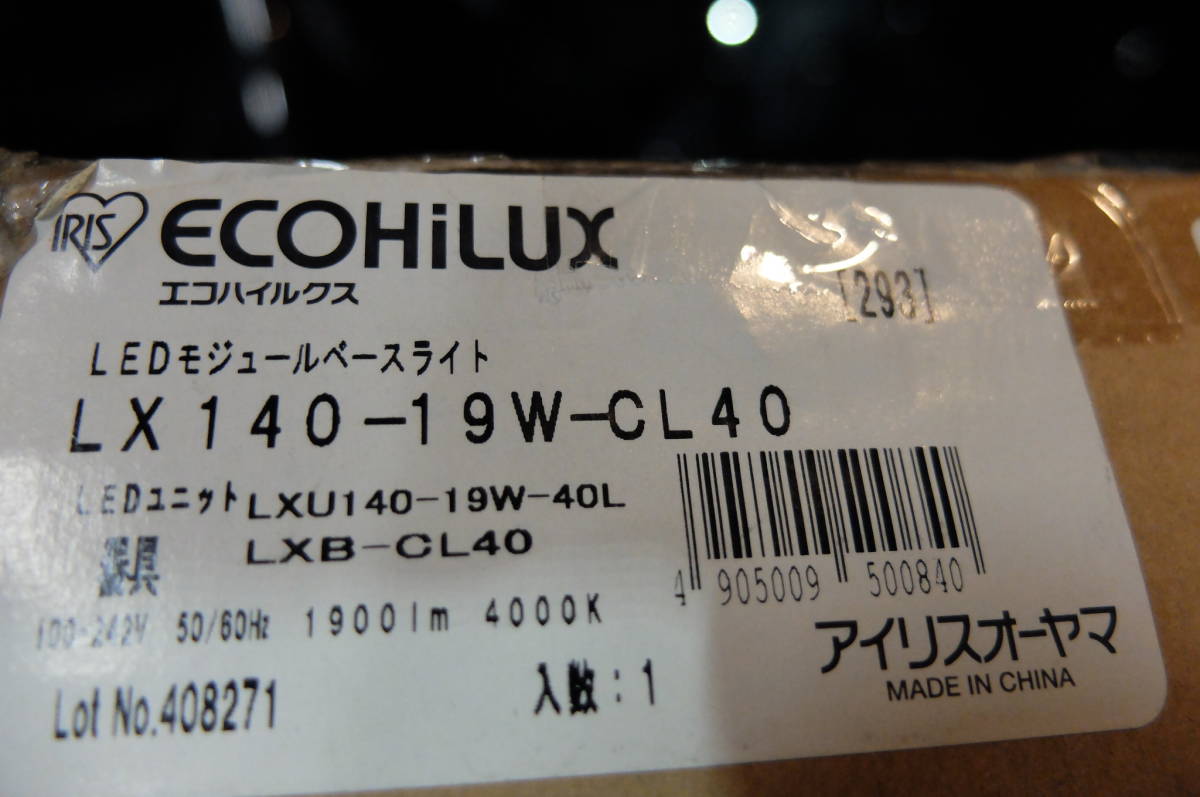 IRIS ECOHiLUX
エコハイルクス
[293]
LEDモジュールベースライト
LX140-19W-CL40
LEDユニット LXU140-19W-40L
器具 LXB-CL40
100-242V 50/60Hz 1900lm 4000K
4 905009 500840
アイリスオーヤマ
MADE IN CHINA
Lot No.408271 入数:1